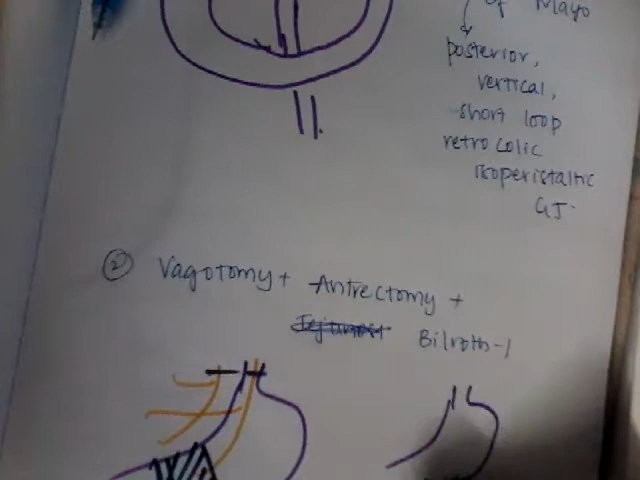 of Mayo
posterior,
vertical,
short loop
retrocolic
isoperistaltic
GJ.
② Vagotomy + Antrectomy +
Bilroth-1